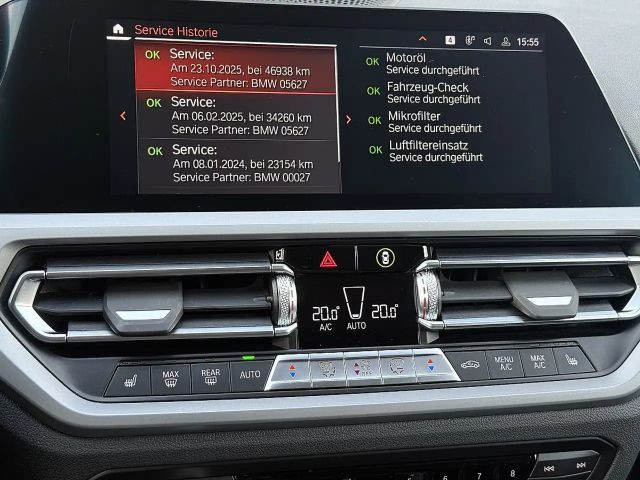 Service Historie
4
15:55
OK Service:
Am 23.10.2025, bei 46938 km
Service Partner: BMW 05627
OK Service:
Am 06.02.2025, bei 34260 km
Service Partner: BMW 05627
OK Service:
Am 08.01.2024, bei 23154 km
Service Partner: BMW 00027
OK Motoröl
Service durchgeführt
OK Fahrzeug-Check
Service durchgeführt
OK Mikrofilter
Service durchgeführt
OK Luftfiltereinsatz
Service durchgeführt
20.0° 20.0°
A/C AUTO
MAX
REAR
AUTO
MENU
A/C
MAX
A/C
7 8